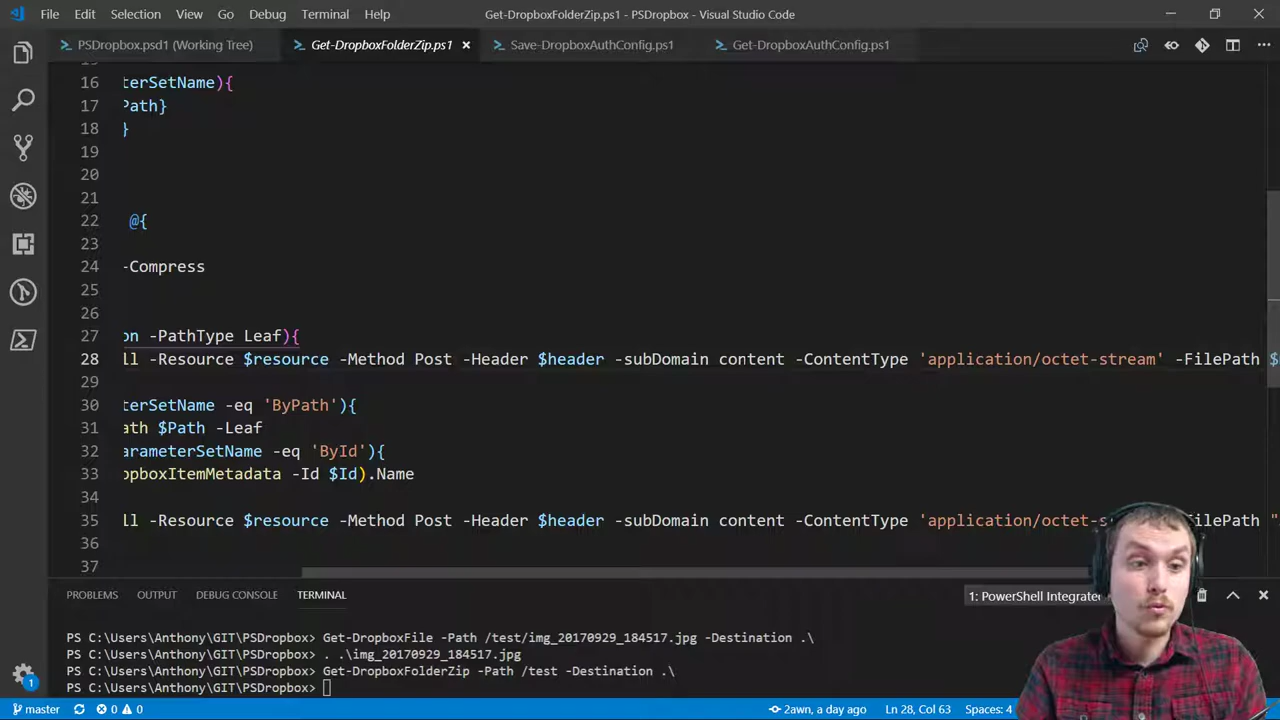 File Edit Selection View Go Debug Terminal Help
Get-DropboxFolderZip.ps1 - PSDropbox - Visual Studio Code
PSDropbox.psd1 (Working Tree)
Get-DropboxFolderZip.ps1
Save-DropboxAuthConfig.ps1
Get-DropboxAuthConfig.ps1
15
16 terSetName){
17 Path}
18 }
19
20
21
22 @{
23
24 -Compress
25
26
27 on -PathType Leaf){
28 ll -Resource $resource -Method Post -Header $header -subDomain content -ContentType 'application/octet-stream' -FilePath $
29
30 terSetName -eq 'ByPath'){
31 ath $Path -Leaf
32 arameterSetName -eq 'ById'){
33 opboxItemMetadata -Id $Id).Name
34
35 ll -Resource $resource -Method Post -Header $header -subDomain content -ContentType 'application/octet-s FilePath "
36
37
PROBLEMS OUTPUT DEBUG CONSOLE TERMINAL
1: PowerShell Integrate
PS C:\Users\Anthony\GIT\PSDropbox> Get-DropboxFile -Path /test/img_20170929_184517.jpg -Destination .\
PS C:\Users\Anthony\GIT\PSDropbox> . .\img_20170929_184517.jpg
PS C:\Users\Anthony\GIT\PSDropbox> Get-DropboxFolderZip -Path /test -Destination .\
PS C:\Users\Anthony\GIT\PSDropbox>
1
master 0 0
2awn, a day ago
Ln 28, Col 63
Spaces: 4